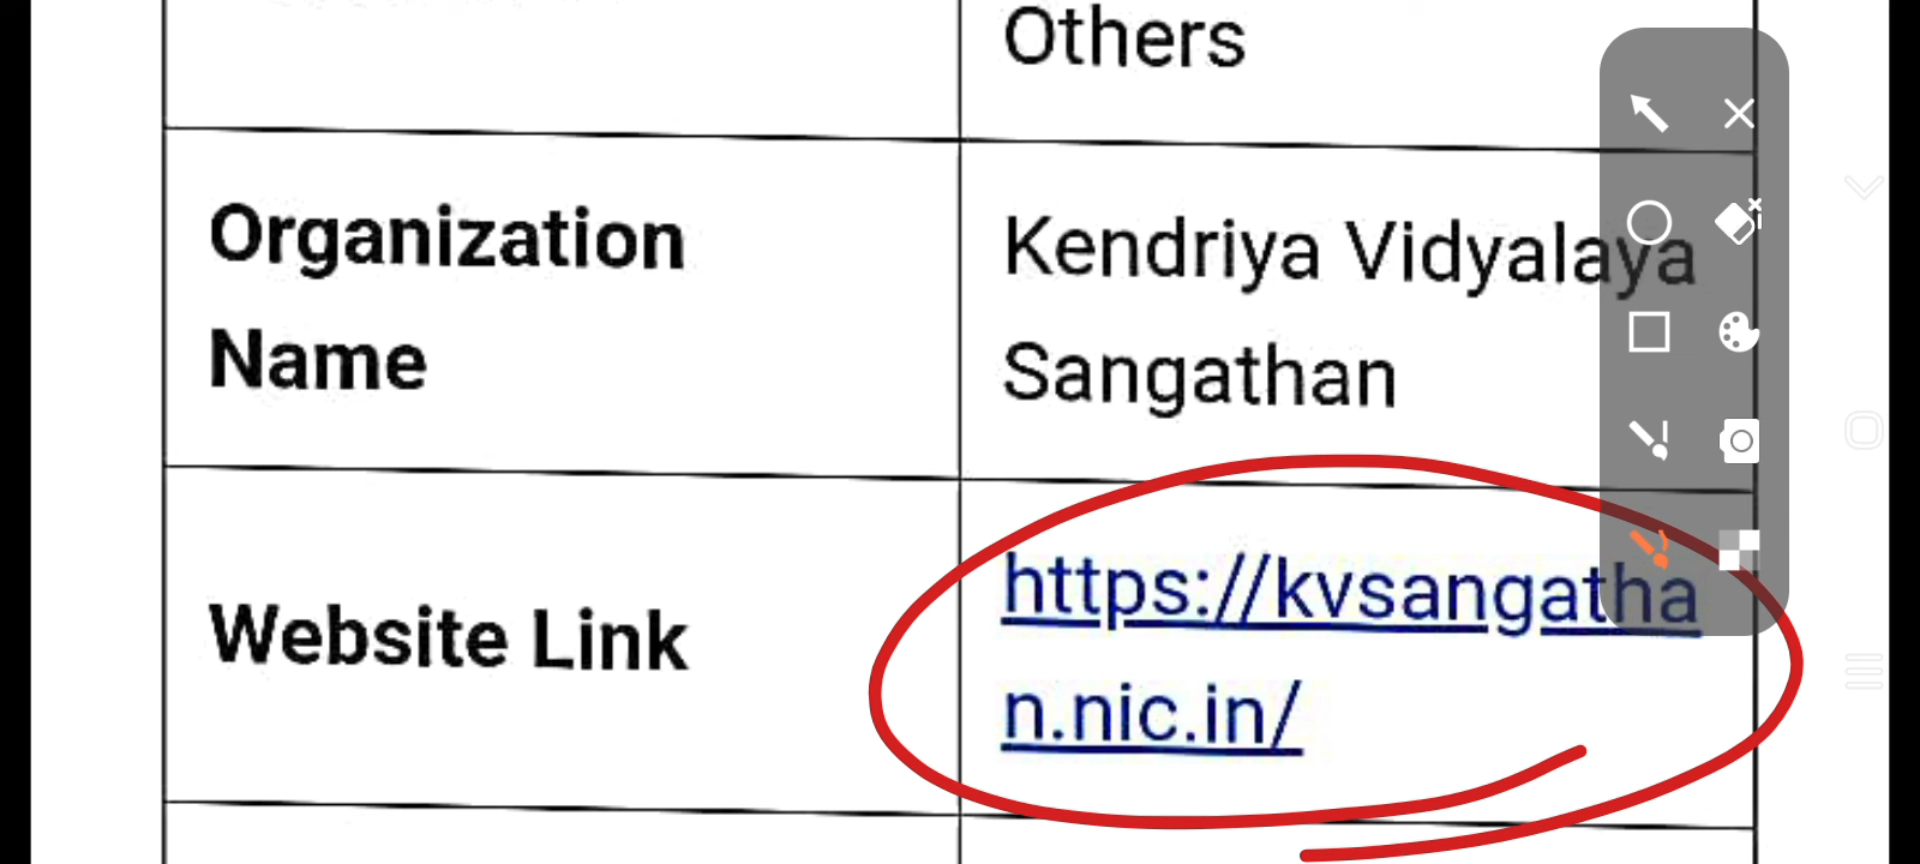 Others
Organization
Name
Kendriya Vidyalaya
Sangathan
Website Link
https://kvsangatha
n.nic.in/